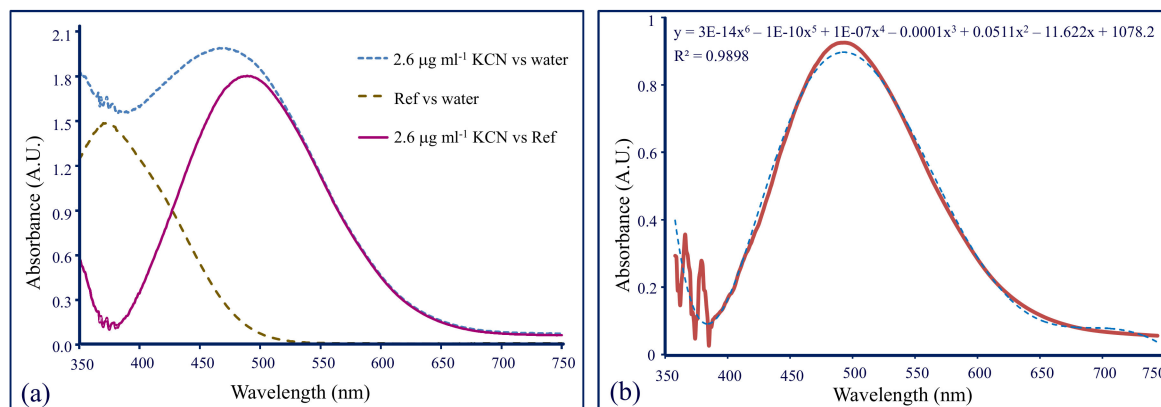 2.1
1.8
1.5
1.2
0.9
0.6
0.3
0.0
Absorbance (A.U.)
2.6 μg ml⁻¹ KCN vs water
Ref vs water
2.6 μg ml⁻¹ KCN vs Ref
350 400 450 500 550 600 650 700 750
Wavelength (nm)
(a)
y = 3E-14x⁶ – 1E-10x⁵ + 1E-07x⁴ – 0.0001x³ + 0.0511x² – 11.622x + 1078.2
R² = 0.9898
1
0.8
0.6
0.4
0.2
0
Absorbance (A.U.)
350 400 450 500 550 600 650 700 750
Wavelength (nm)
(b)